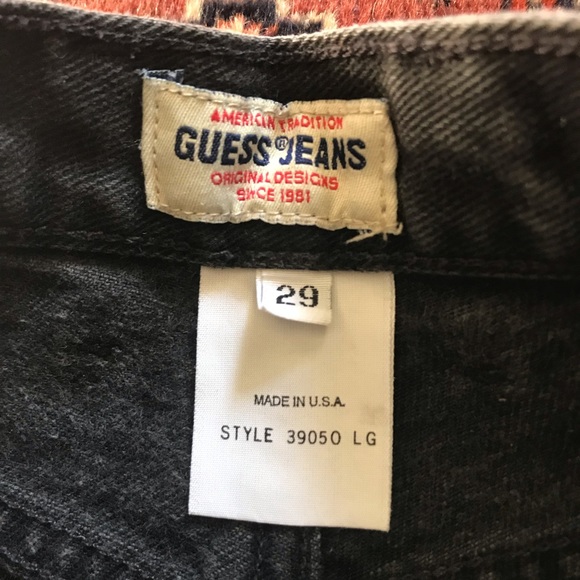 AMERICAN TRADITION
GUESS® JEANS
ORIGINAL DESIGNS
SINCE 1981
29
MADE IN U.S.A.
STYLE 39050 LG